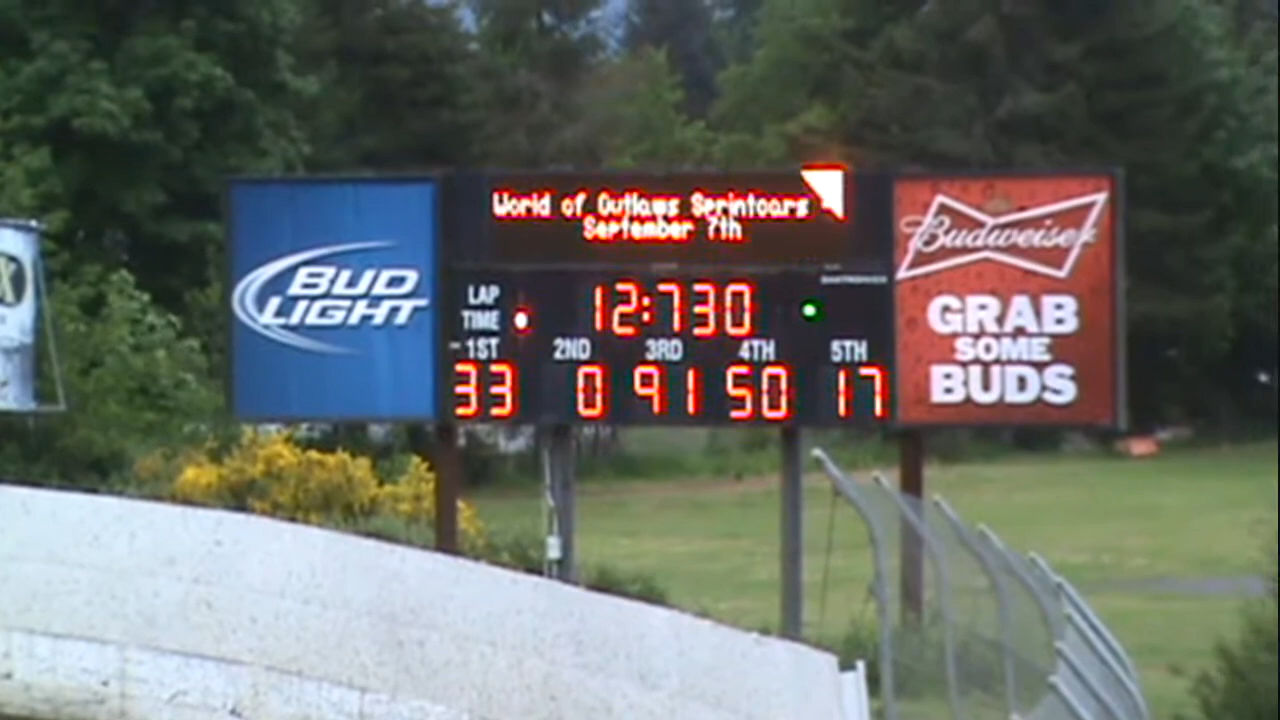 World of Outlaws Sprintcars
September 7th
BUD
LIGHT
LAP
TIME
12:730
1ST 2ND 3RD 4TH 5TH
33 0 91 50 17
Budweiser
GRAB
SOME
BUDS